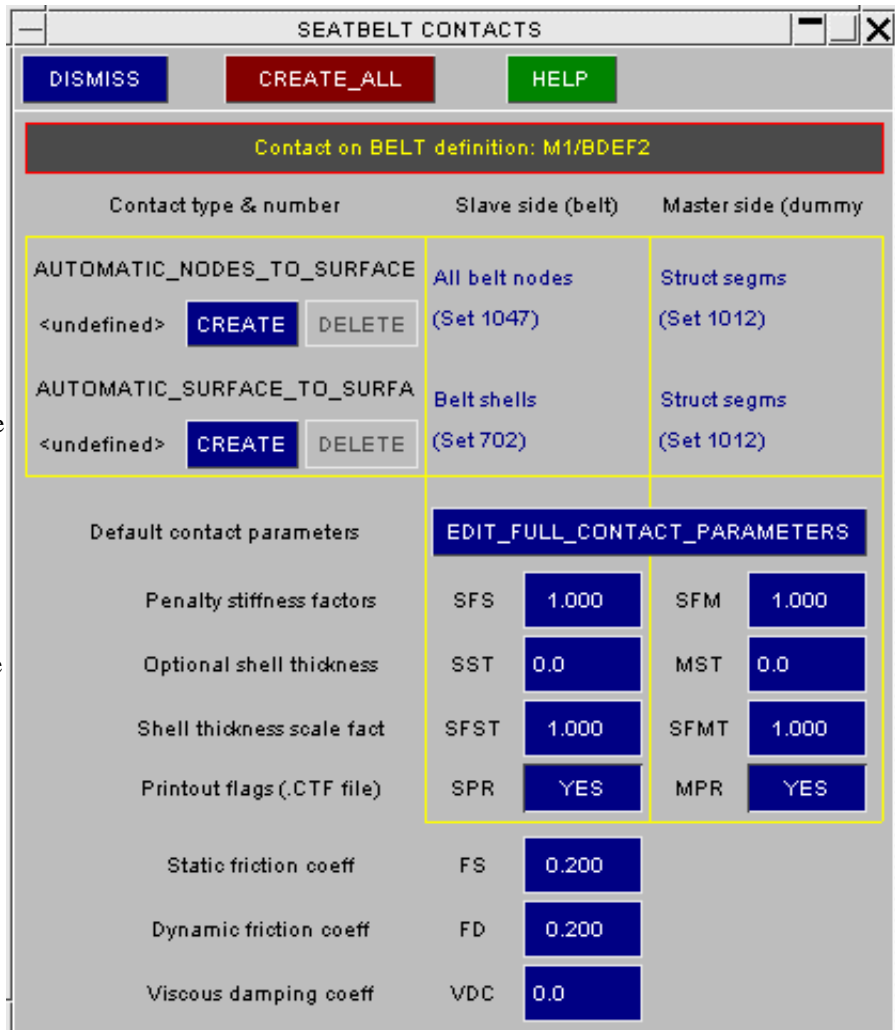 SEATBELT CONTACTS
DISMISS CREATE_ALL HELP
Contact on BELT definition: M1/BDEF2
Contact type & number Slave side (belt) Master side (dummy
AUTOMATIC_NODES_TO_SURFACE All belt nodes Struct segms
<undefined> CREATE DELETE (Set 1047) (Set 1012)
AUTOMATIC_SURFACE_TO_SURFA Belt shells Struct segms
<undefined> CREATE DELETE (Set 702) (Set 1012)
Default contact parameters EDIT_FULL_CONTACT_PARAMETERS
Penalty stiffness factors SFS 1.000 SFM 1.000
Optional shell thickness SST 0.0 MST 0.0
Shell thickness scale fact SFST 1.000 SFMT 1.000
Printout flags (.CTF file) SPR YES MPR YES
Static friction coeff FS 0.200
Dynamic friction coeff FD 0.200
Viscous damping coeff VDC 0.0